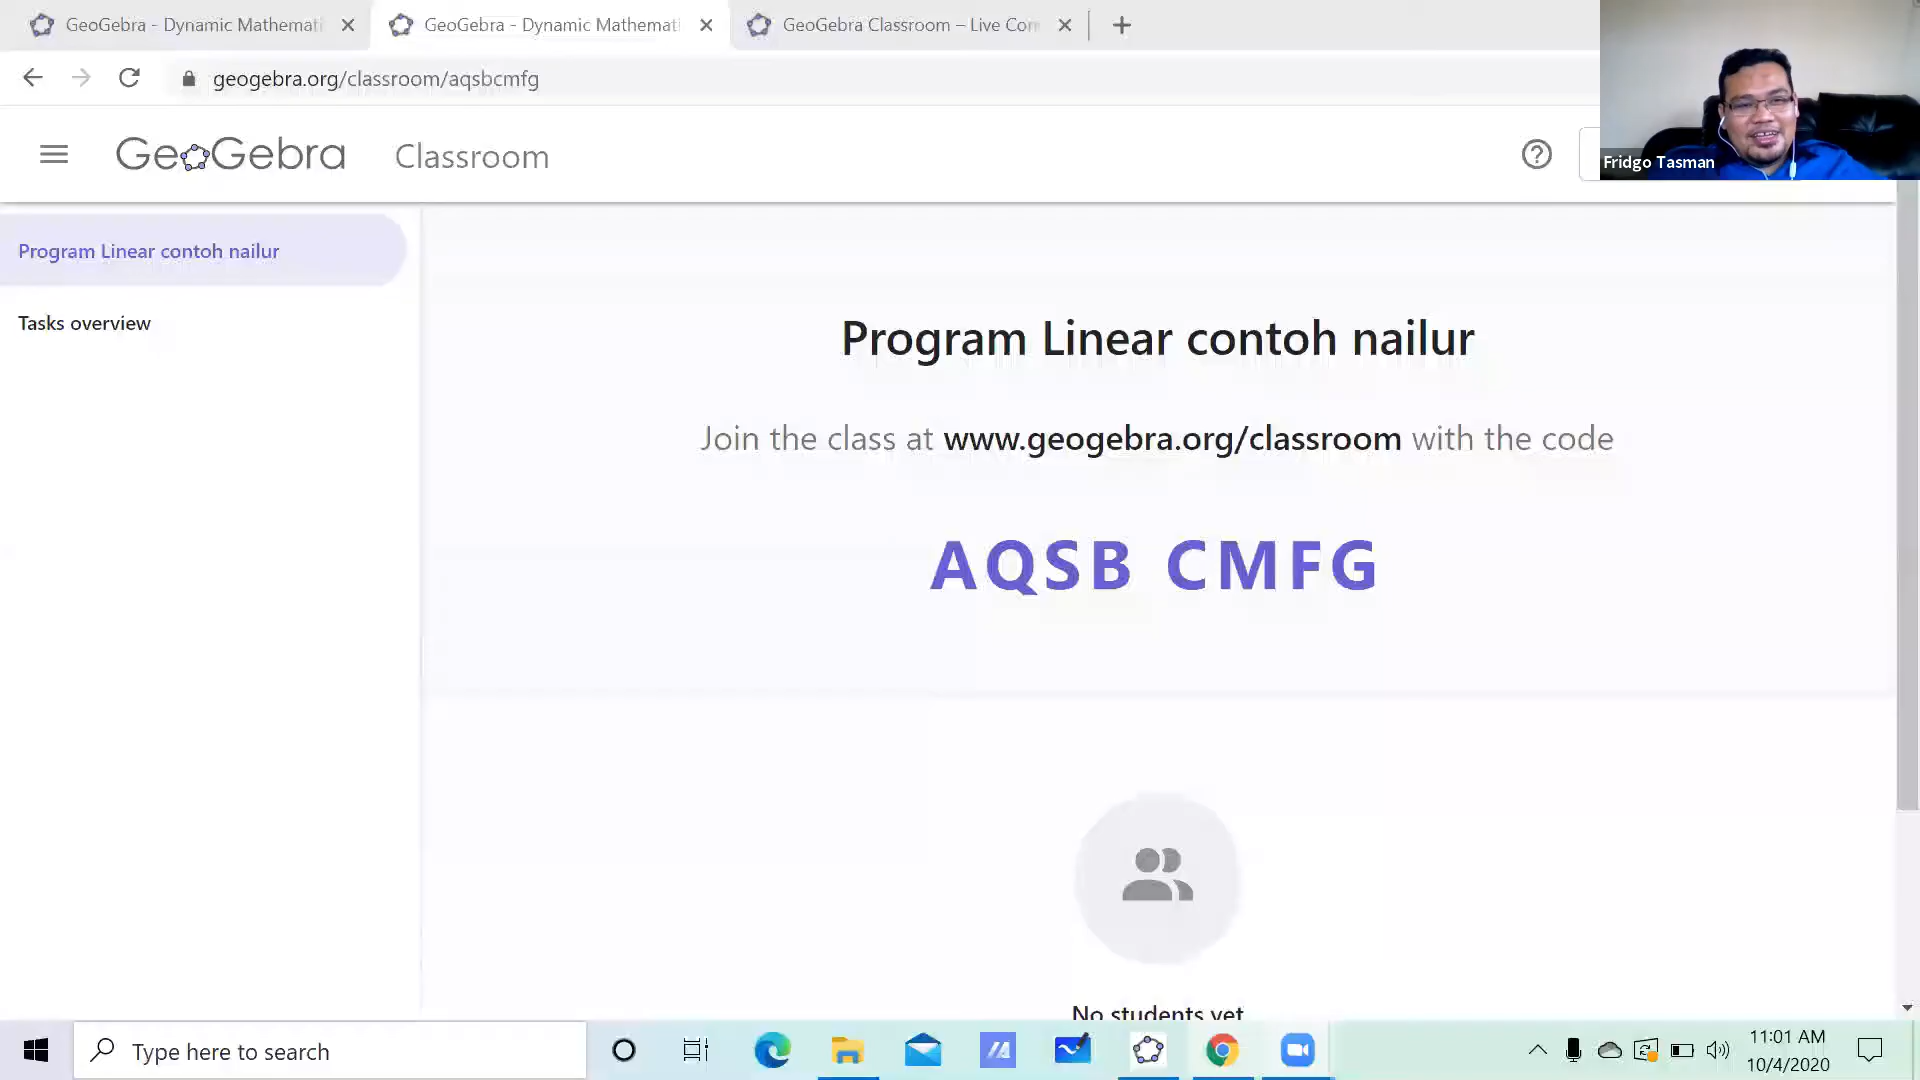 GeoGebra - Dynamic Mathemati
GeoGebra - Dynamic Mathemati
GeoGebra Classroom – Live Con
geogebra.org/classroom/aqsbcmfg
GeoGebra Classroom
Fridgo Tasman
Program Linear contoh nailur
Tasks overview
Program Linear contoh nailur
Join the class at www.geogebra.org/classroom with the code
AQSB CMFG
No students yet
Type here to search
11:01 AM
10/4/2020